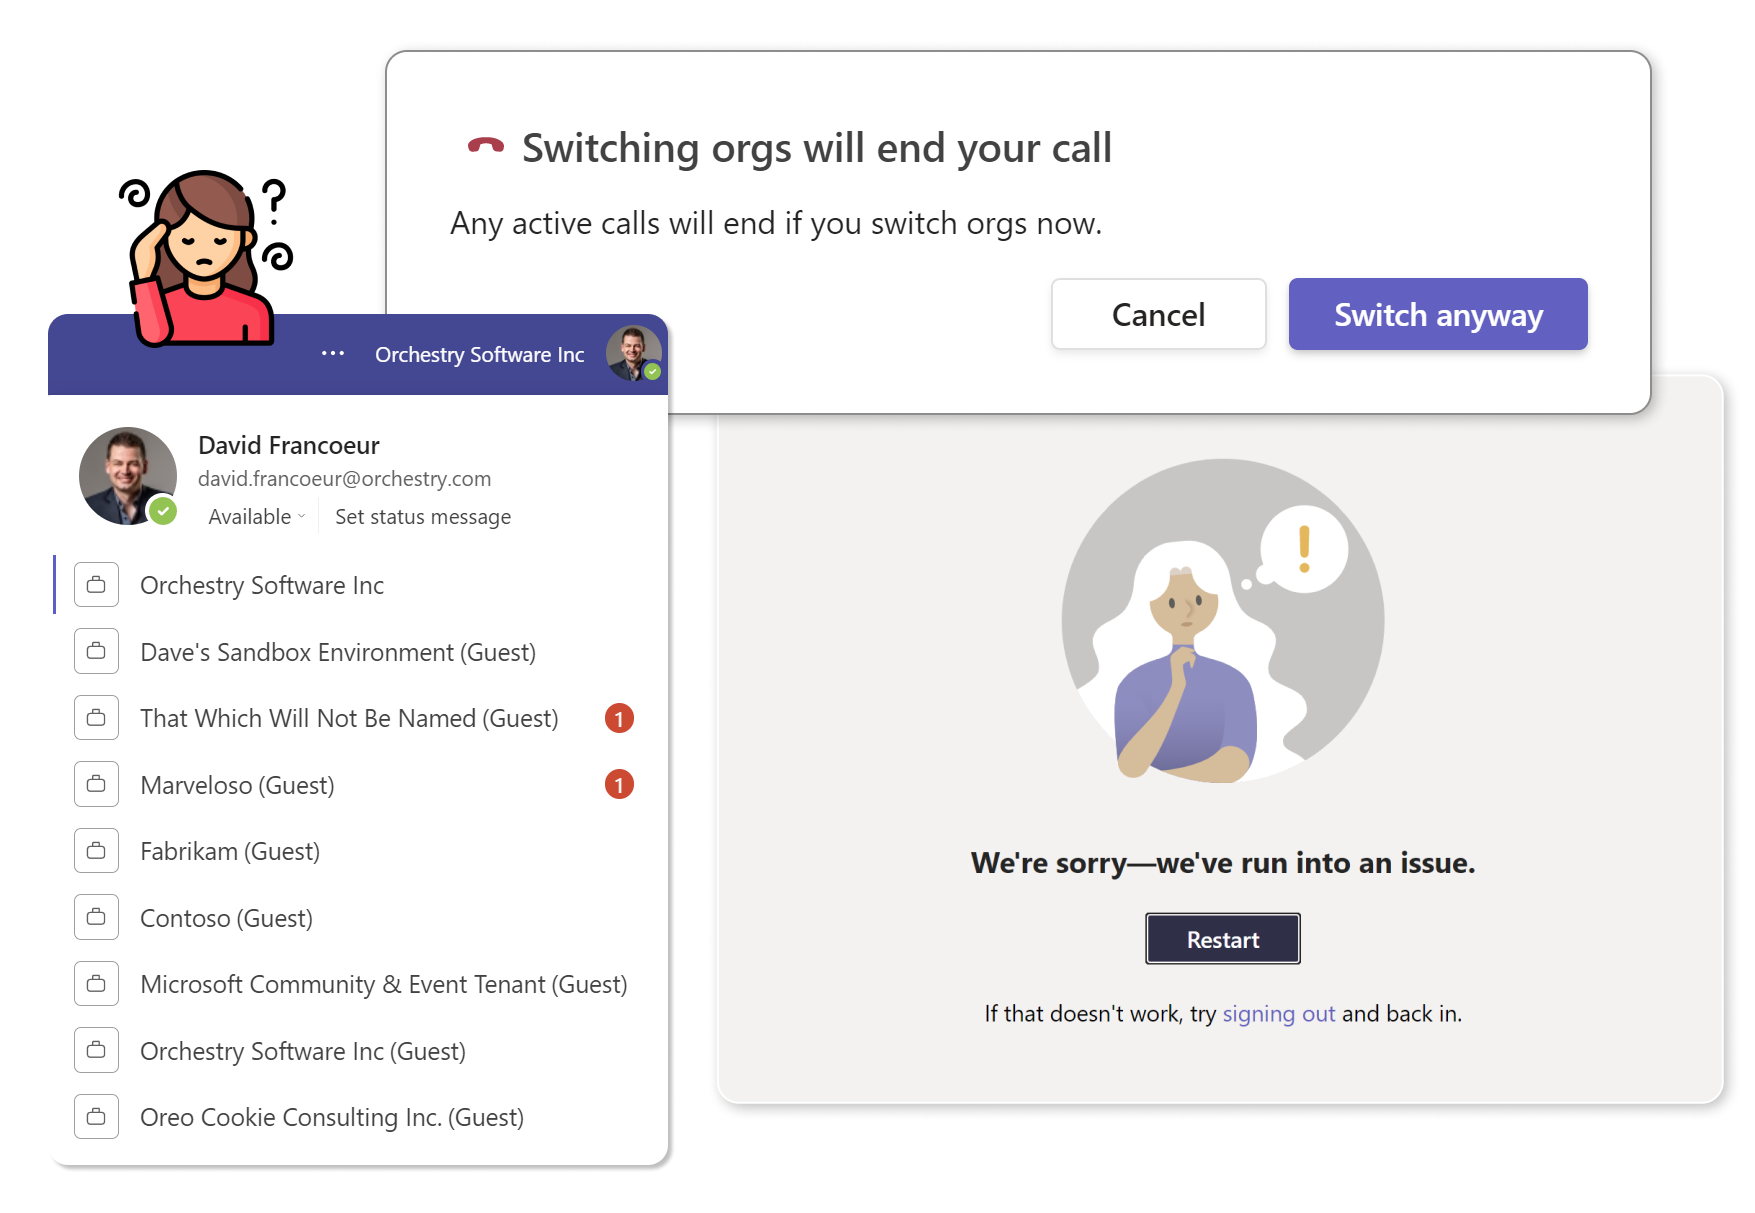 Switching orgs will end your call
Any active calls will end if you switch orgs now.
Cancel
Switch anyway
?
... Orchestry Software Inc
David Francoeur
david.francoeur@orchestry.com
Available
Set status message
Orchestry Software Inc
Dave's Sandbox Environment (Guest)
That Which Will Not Be Named (Guest) 1
Marveloso (Guest) 1
Fabrikam (Guest)
Contoso (Guest)
Microsoft Community & Event Tenant (Guest)
Orchestry Software Inc (Guest)
Oreo Cookie Consulting Inc. (Guest)
!
We're sorry—we've run into an issue.
Restart
If that doesn't work, try signing out and back in.